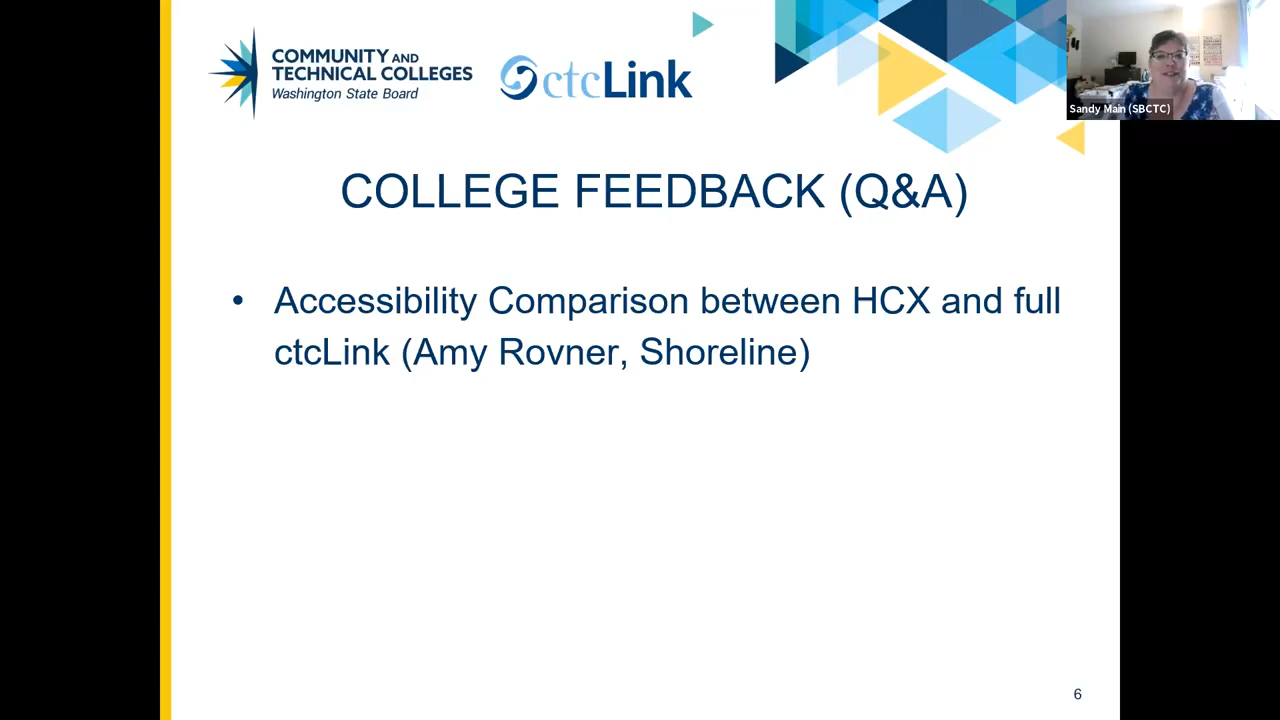 COMMUNITY AND
TECHNICAL COLLEGES
Washington State Board
ctcLink
Sandy Main (SBCTC)
COLLEGE FEEDBACK (Q&A)
• Accessibility Comparison between HCX and full
ctcLink (Amy Rovner, Shoreline)
6